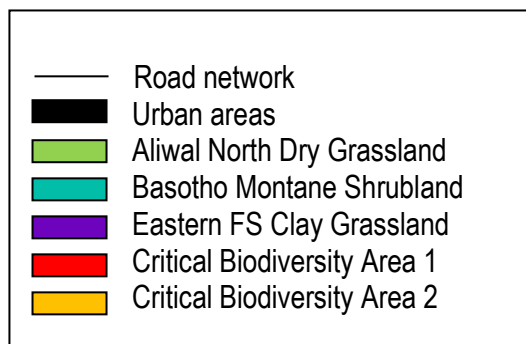 Road network
Urban areas
Aliwal North Dry Grassland
Basotho Montane Shrubland
Eastern FS Clay Grassland
Critical Biodiversity Area 1
Critical Biodiversity Area 2